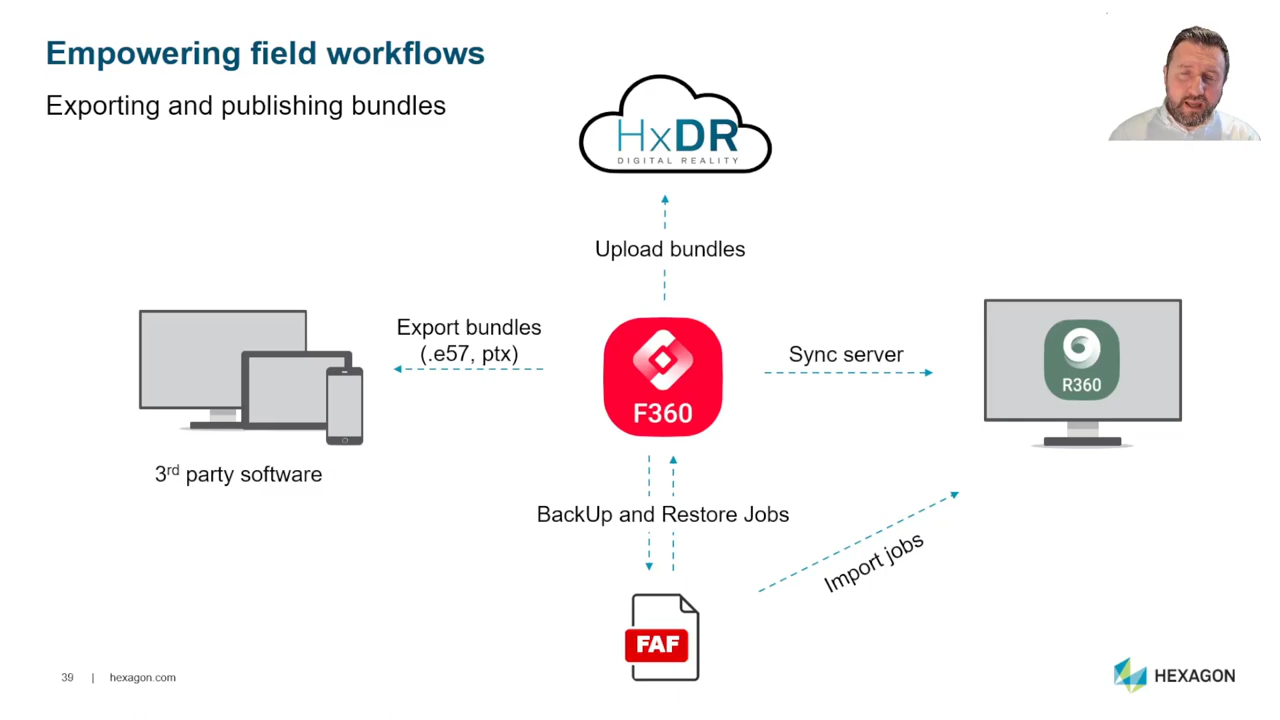 Empowering field workflows
Exporting and publishing bundles
HxDR
DIGITAL REALITY
Upload bundles
Export bundles
(.e57, ptx)
Sync server
F360
R360
3rd party software
BackUp and Restore Jobs
Import jobs
FAF
39 | hexagon.com
HEXAGON